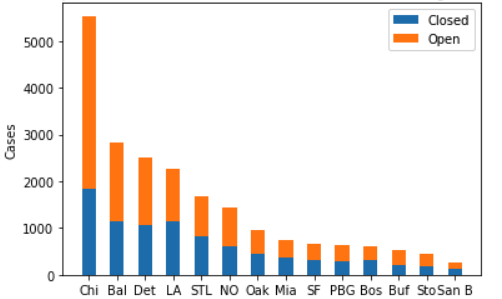 Closed
Open
5000
4000
3000
2000
1000
0
Cases
Chi Bal Det LA STL NO Oak Mia SF PBG Bos Buf Sto San B